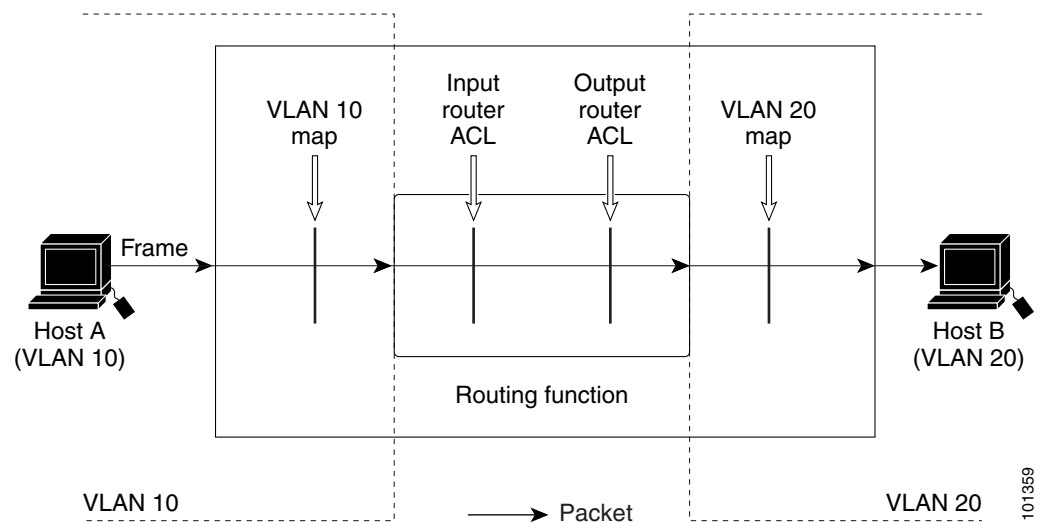 VLAN 10
map
Input
router
ACL
Output
router
ACL
VLAN 20
map
Frame
Host A
(VLAN 10)
Host B
(VLAN 20)
Routing function
VLAN 10
Packet
VLAN 20
101359